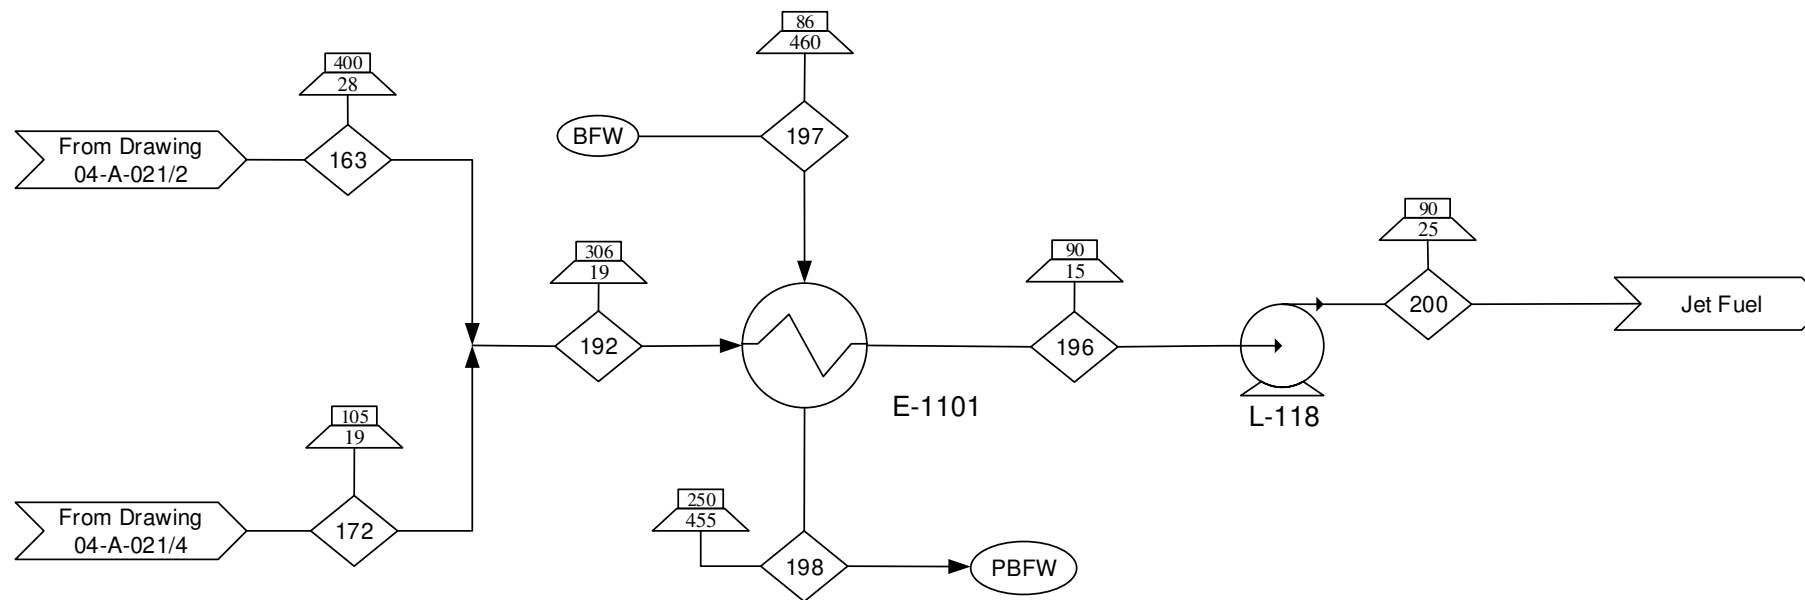 86
460
400
28
From Drawing
04-A-021/2
163
BFW
197
90
25
306
19
90
15
200
Jet Fuel
192
196
E-1101
L-118
105
19
From Drawing
04-A-021/4
172
250
455
198
PBFW